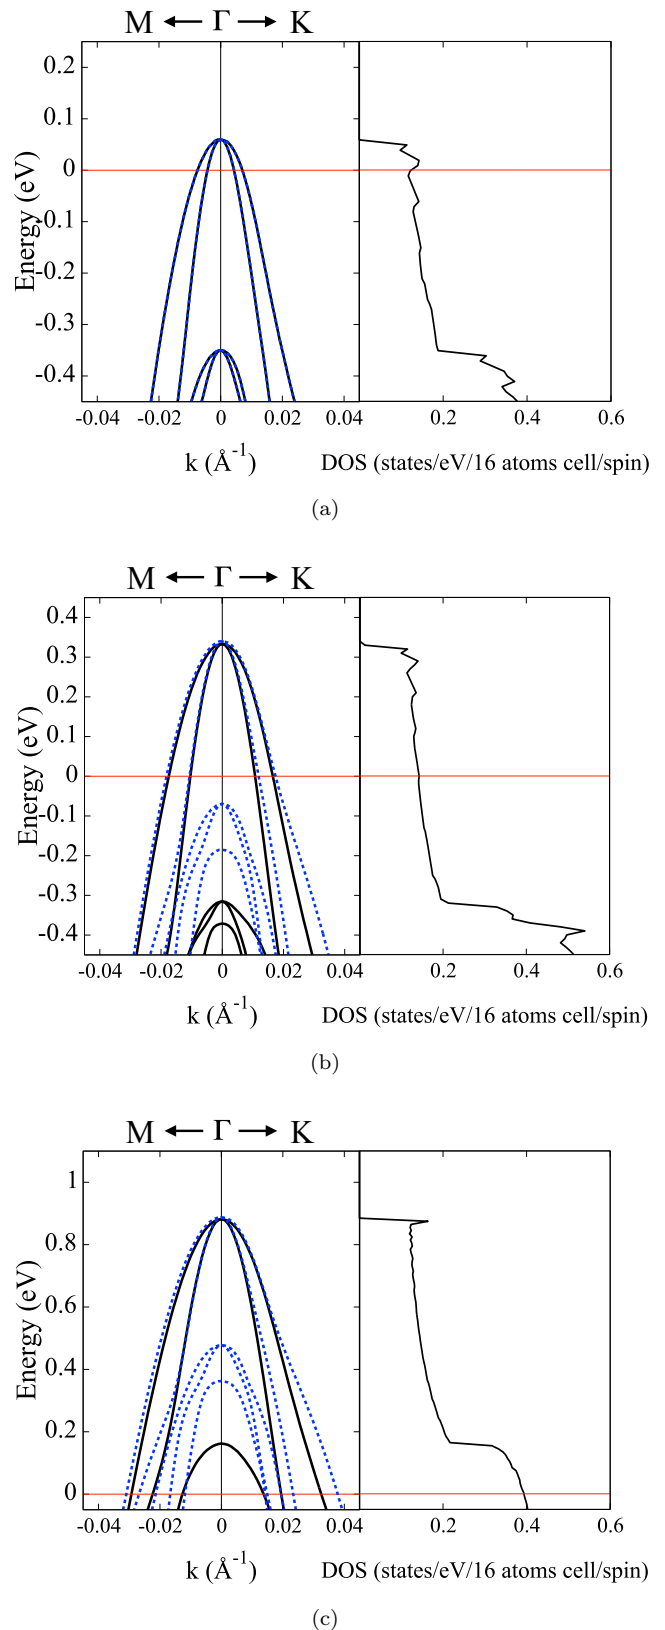 M ← Γ → K
0.2
0.1
0
-0.1
-0.2
-0.3
-0.4
Energy (eV)
-0.04 -0.02 0 0.02 0.04 0.2 0.4 0.6
k (Å-1) DOS (states/eV/16 atoms cell/spin)
(a)
M ← Γ → K
0.4
0.3
0.2
0.1
0
-0.1
-0.2
-0.3
-0.4
Energy (eV)
-0.04 -0.02 0 0.02 0.04 0.2 0.4 0.6
k (Å-1) DOS (states/eV/16 atoms cell/spin)
(b)
M ← Γ → K
1
0.8
0.6
0.4
0.2
0
Energy (eV)
-0.04 -0.02 0 0.02 0.04 0.2 0.4 0.6
k (Å-1) DOS (states/eV/16 atoms cell/spin)
(c)